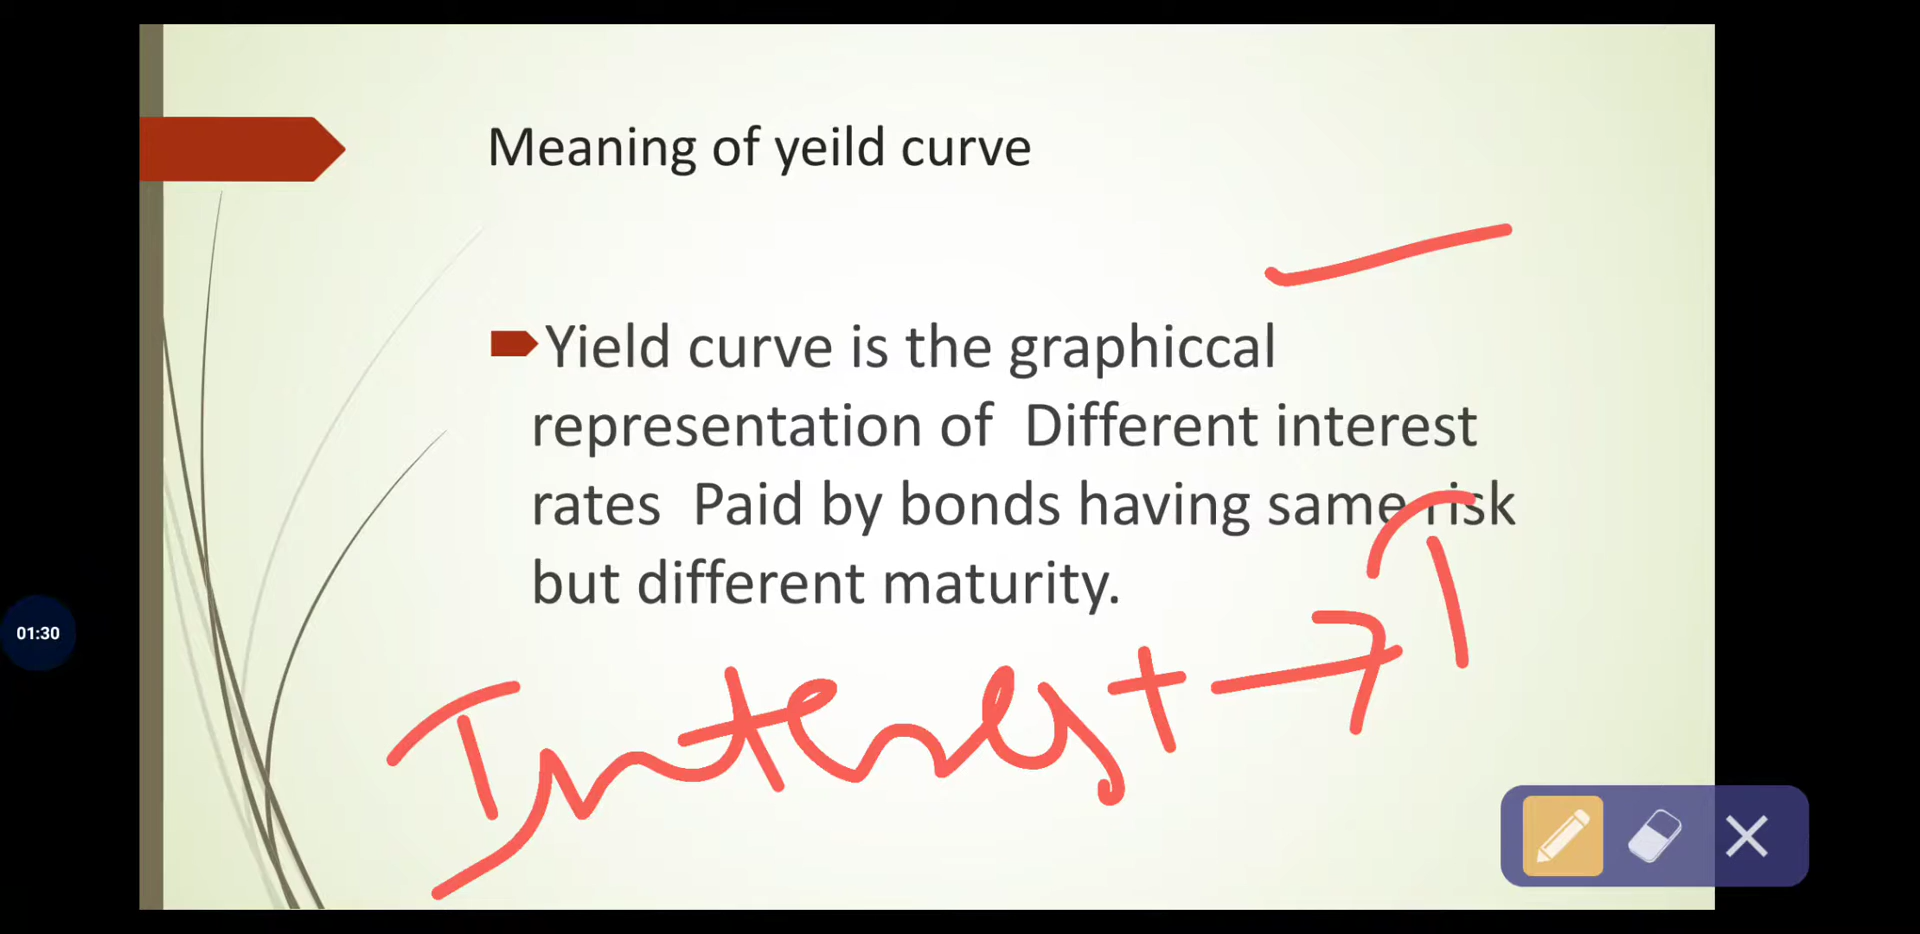 Meaning of yeild curve
Yield curve is the graphiccal
representation of Different interest
rates Paid by bonds having same risk
but different maturity.
01:30
Interest → T